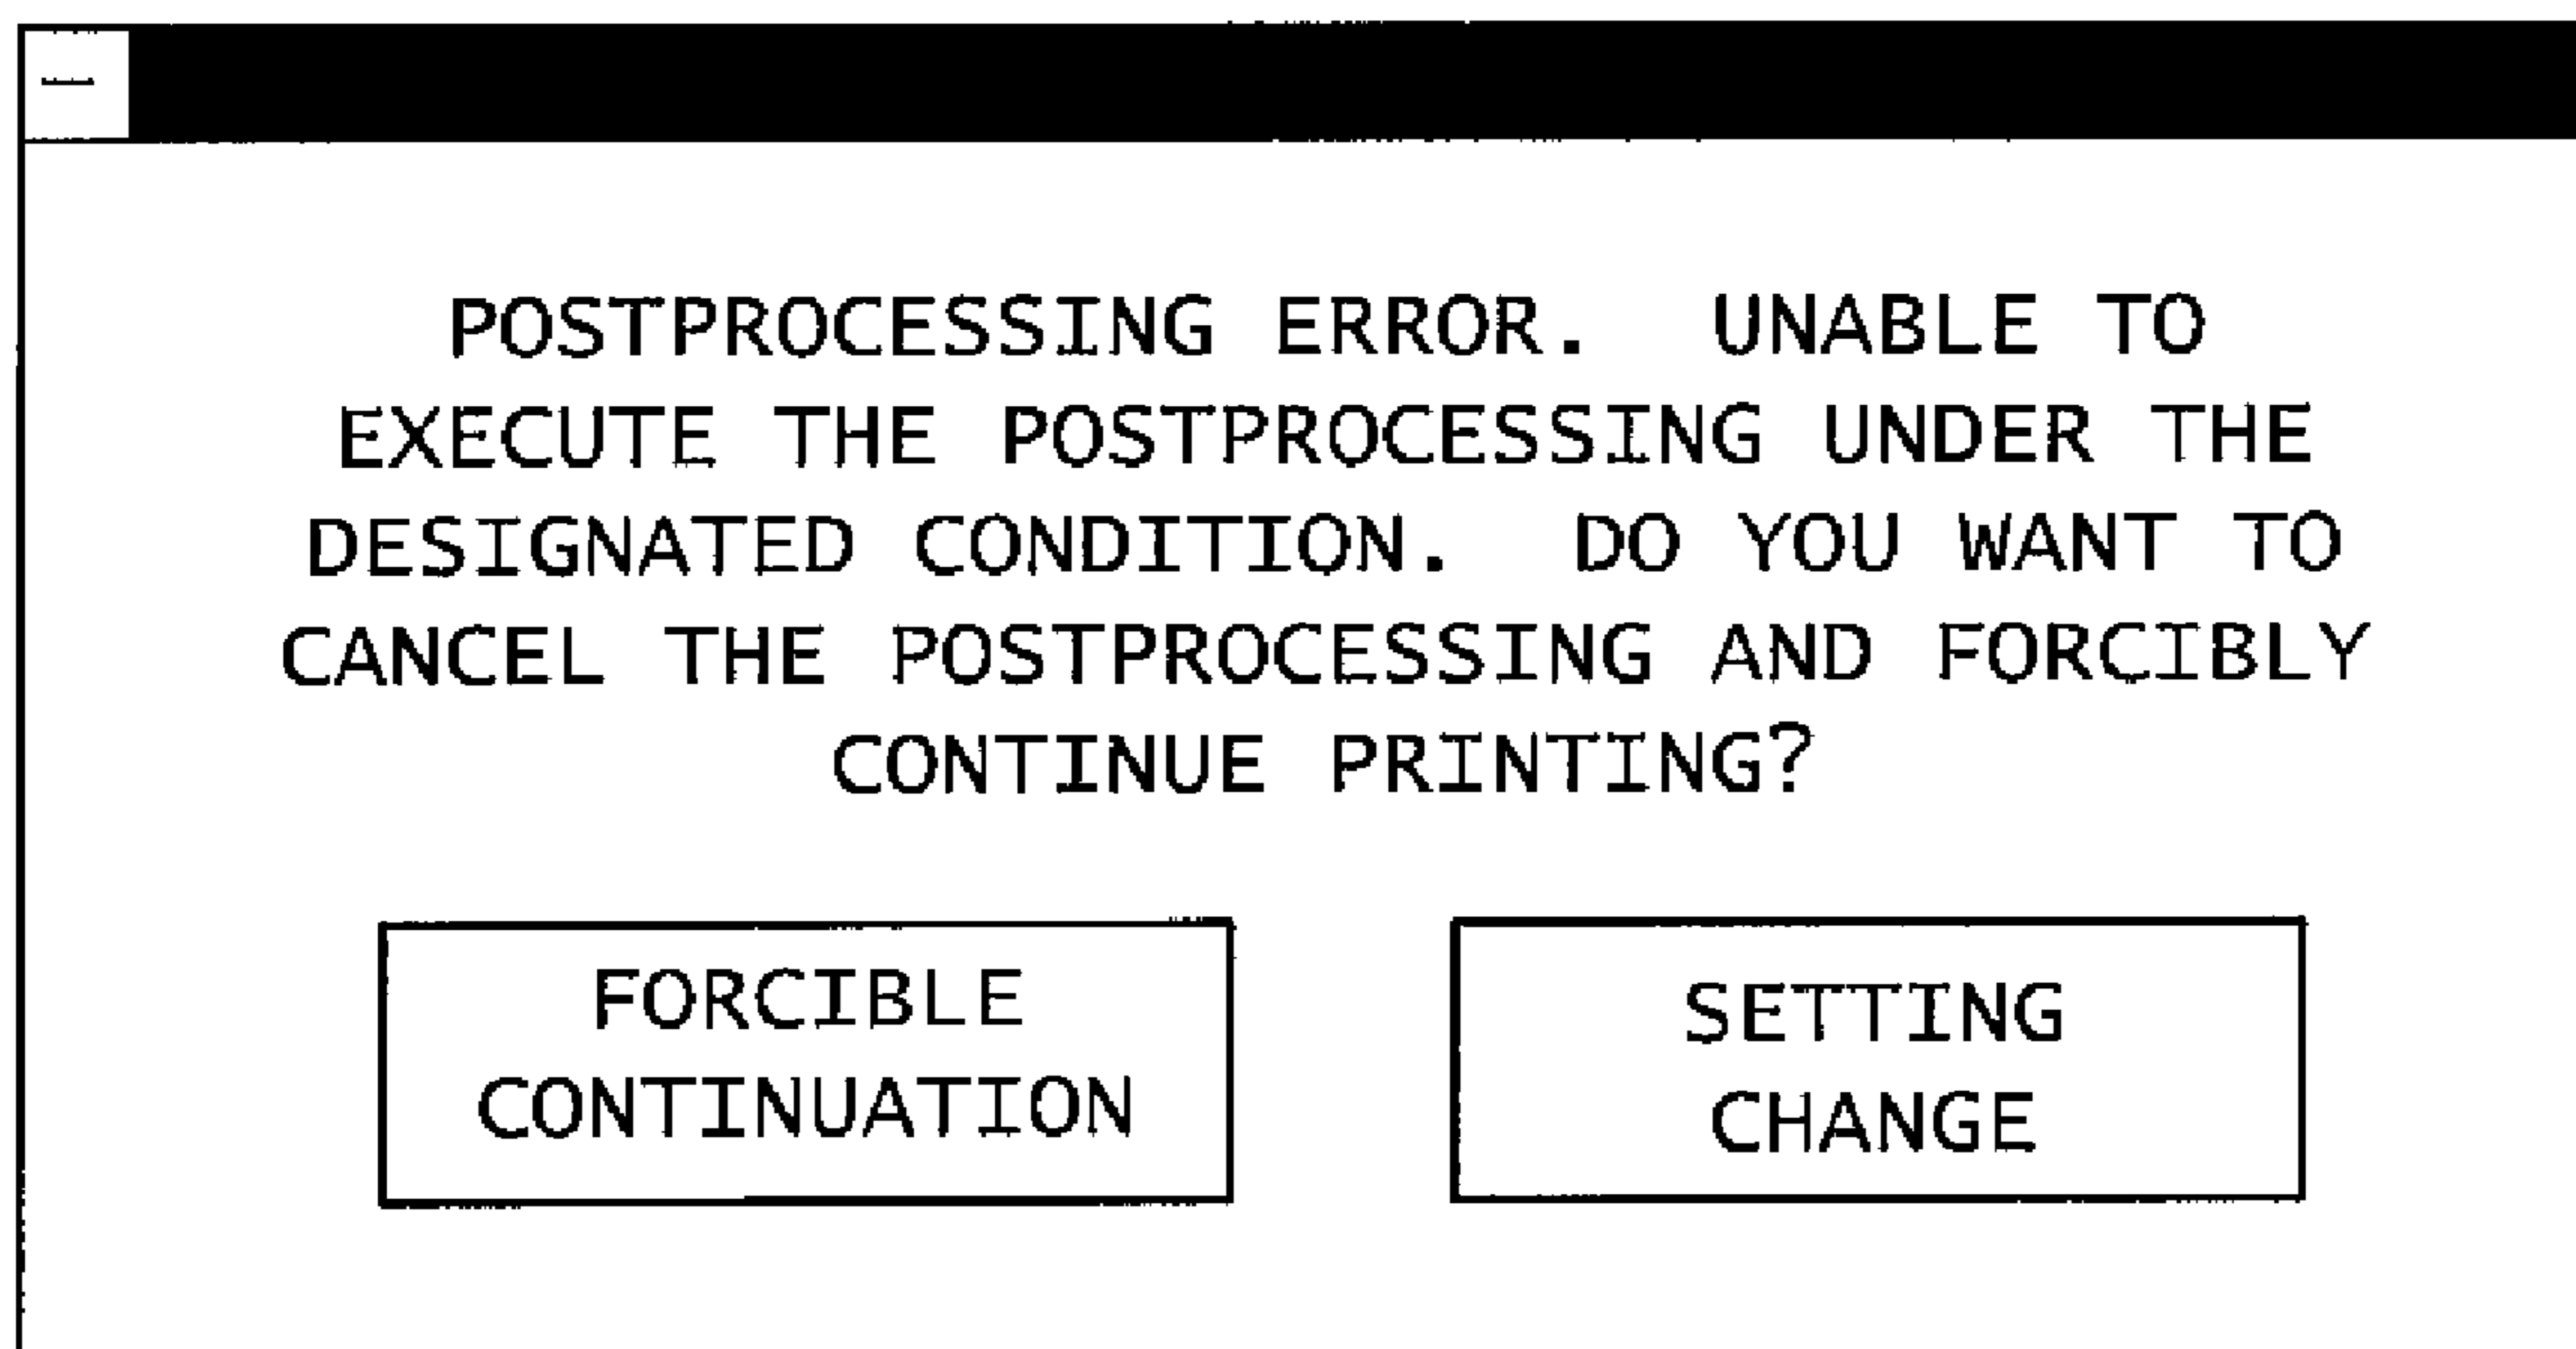 POSTPROCESSING ERROR.  UNABLE TO
EXECUTE THE POSTPROCESSING UNDER THE
DESIGNATED CONDITION.  DO YOU WANT TO
CANCEL THE POSTPROCESSING AND FORCIBLY
CONTINUE PRINTING?
FORCIBLE
CONTINUATION
SETTING
CHANGE